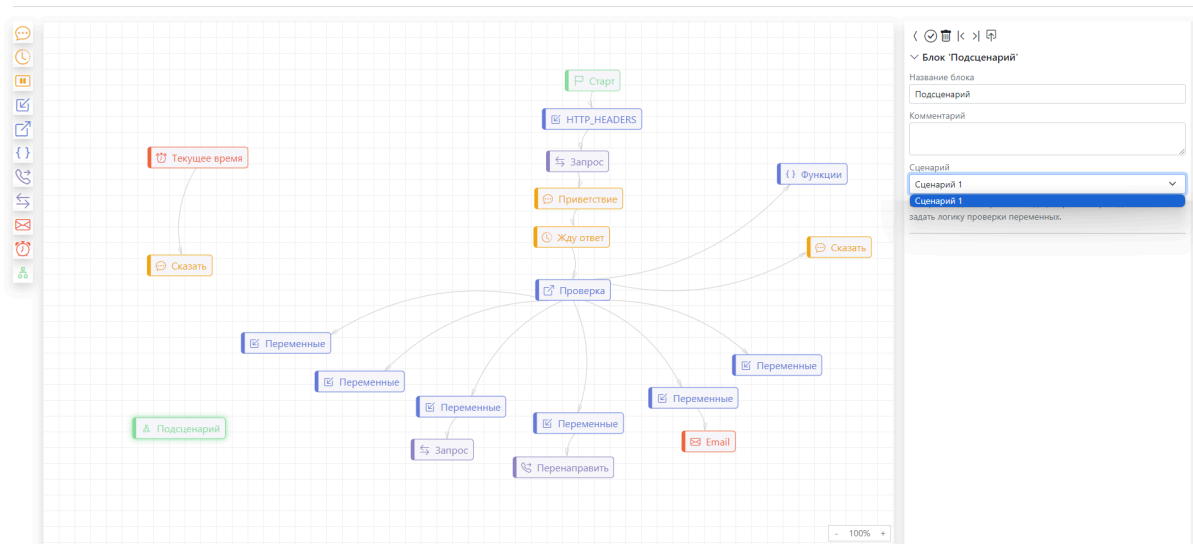 Старт
HTTP_HEADERS
Текущее время
Запрос
Функции
Приветствие
Жду ответ
Сказать
Сказать
Проверка
Переменные
Переменные
Переменные
Переменные
Переменные
Переменные
Подсценарий
Запрос
Email
Перенаправить
- 100% +
Блок 'Подсценарий'
Название блока
Подсценарий
Комментарий
Сценарий
Сценарий 1
Сценарий 1
задать логику проверки переменных.